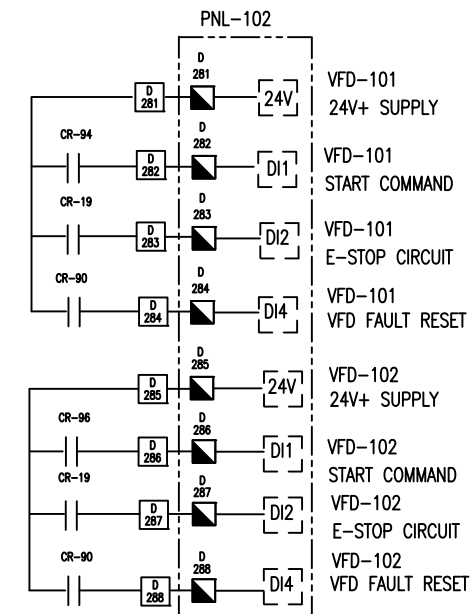 PNL-102
D
281
D
281
24V
VFD-101
24V+ SUPPLY
CR-94
D
282
D
282
DI1
VFD-101
START COMMAND
CR-19
D
283
D
283
DI2
VFD-101
E-STOP CIRCUIT
CR-90
D
284
D
284
DI4
VFD-101
VFD FAULT RESET
D
285
D
285
24V
VFD-102
24V+ SUPPLY
CR-96
D
286
D
286
DI1
VFD-102
START COMMAND
CR-19
D
287
D
287
DI2
VFD-102
E-STOP CIRCUIT
CR-90
D
288
D
288
DI4
VFD-102
VFD FAULT RESET